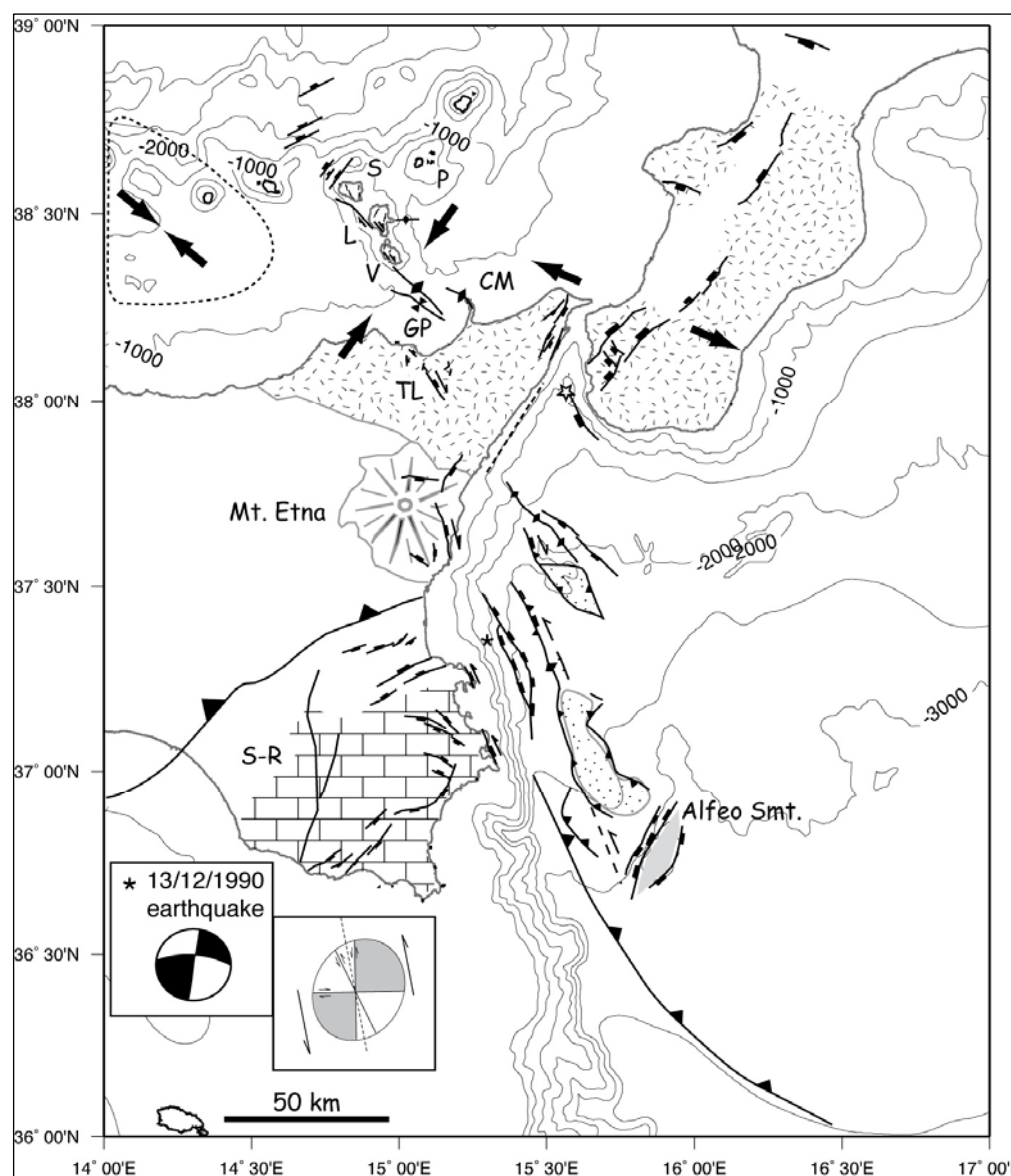 39˚ 00'N
-1000
-2000
-1000
S
P
38˚ 30'N
L
V
CM
GP
-1000
TL
38˚ 00'N
-1000
Mt. Etna
N
-2000
-2000
37˚ 30'N
-3000
S-R
37˚ 00'N
Alfeo Smt.
* 13/12/1990
earthquake
36˚ 30'N
50 km
36˚ 00'N
14˚ 00'E
14˚ 30'E
15˚ 00'E
15˚ 30'E
16˚ 00'E
16˚ 30'E
17˚ 00'E